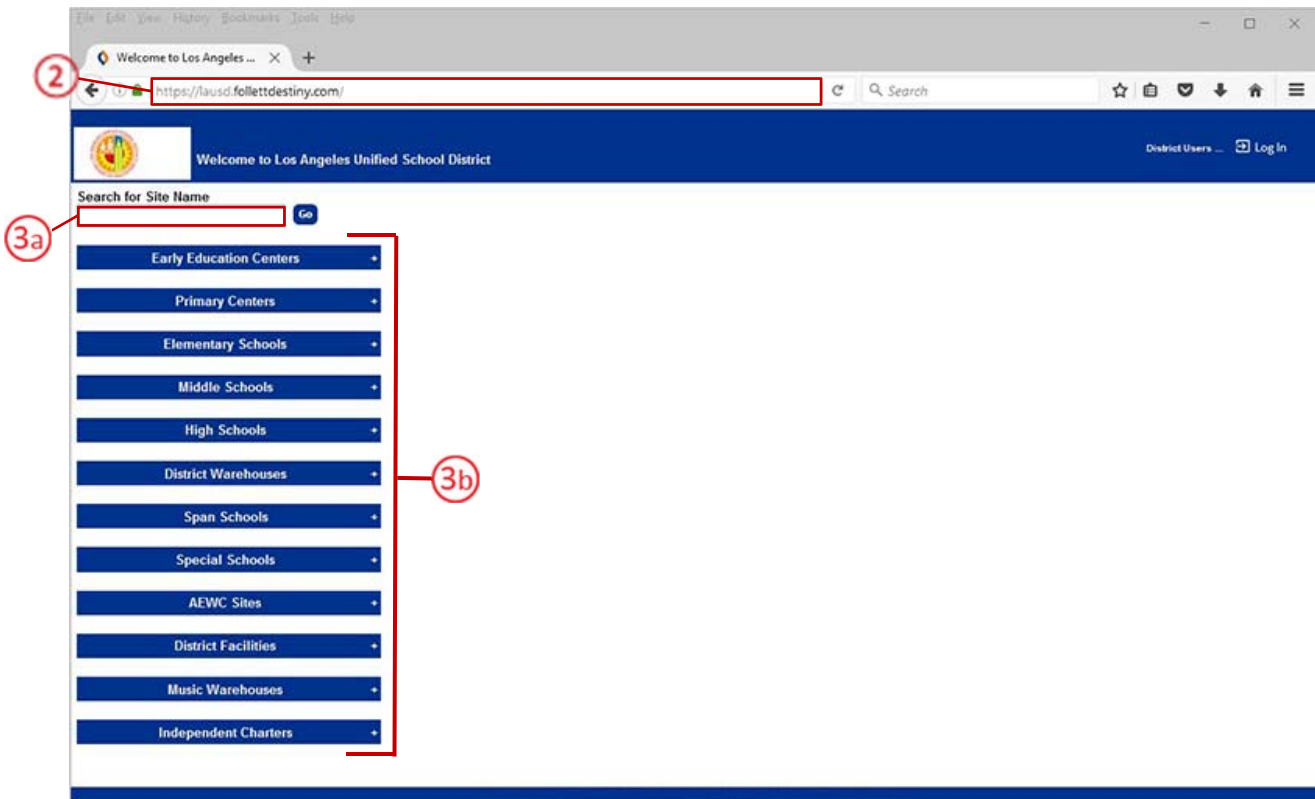 File Edit View History Bookmarks Tools Help
Welcome to Los Angeles ...
2
https://lausd.follettdestiny.com/
Search
Welcome to Los Angeles Unified School District
District Users ... Log In
Search for Site Name
Go
3a
Early Education Centers +
Primary Centers +
Elementary Schools +
Middle Schools +
High Schools +
District Warehouses +
3b
Span Schools +
Special Schools +
AEWC Sites +
District Facilities +
Music Warehouses +
Independent Charters +